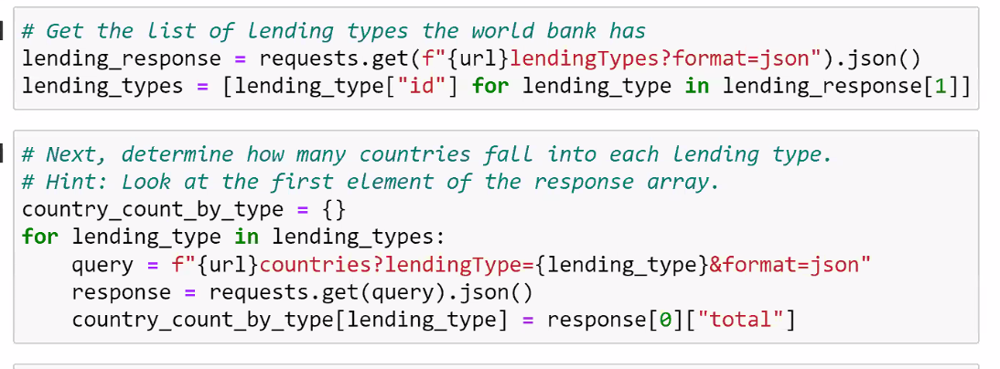 # Get the list of lending types the world bank has
lending_response = requests.get(f"{url}lendingTypes?format=json").json()
lending_types = [lending_type["id"] for lending_type in lending_response[1]]
# Next, determine how many countries fall into each lending type.
# Hint: Look at the first element of the response array.
country_count_by_type = {}
for lending_type in lending_types:
    query = f"{url}countries?lendingType={lending_type}&format=json"
    response = requests.get(query).json()
    country_count_by_type[lending_type] = response[0]["total"]